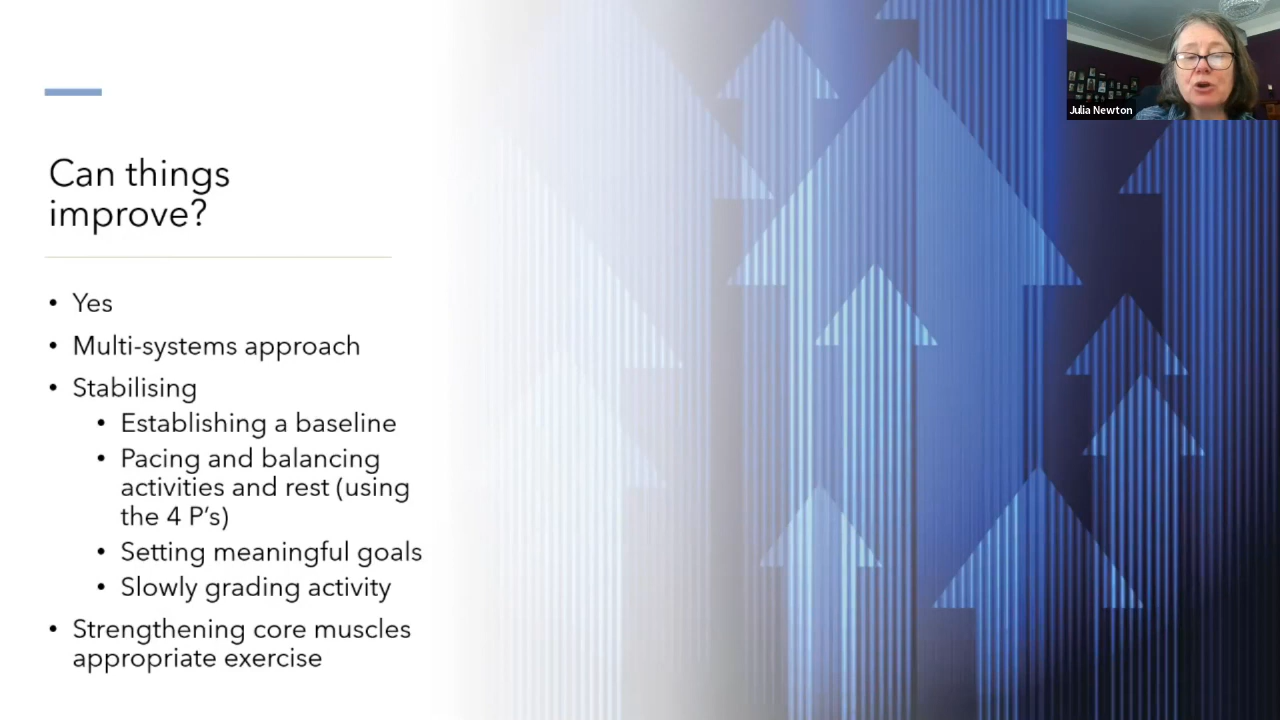 Julia Newton
Can things
improve?
• Yes
• Multi-systems approach
• Stabilising
• Establishing a baseline
• Pacing and balancing
activities and rest (using
the 4 P's)
• Setting meaningful goals
• Slowly grading activity
• Strengthening core muscles
appropriate exercise